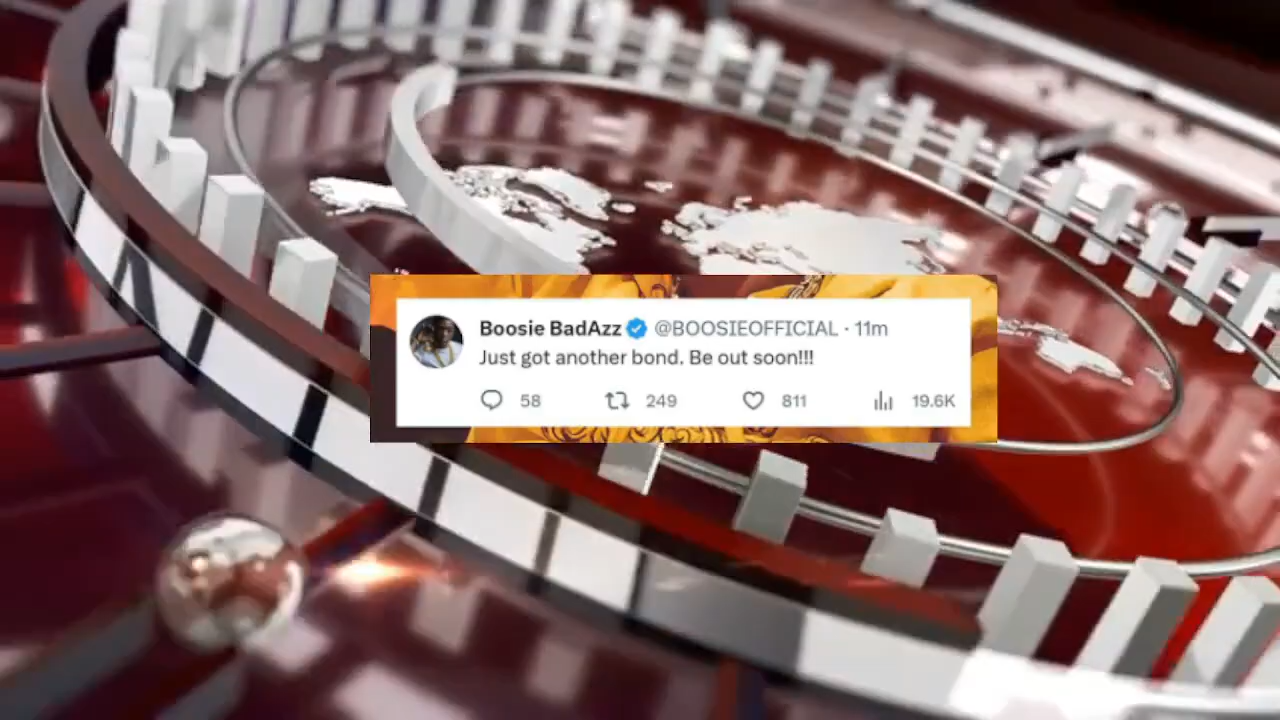 Boosie BadAzz @BOOSIEOFFICIAL · 11m
Just got another bond. Be out soon!!!
58 249 811 19.6K